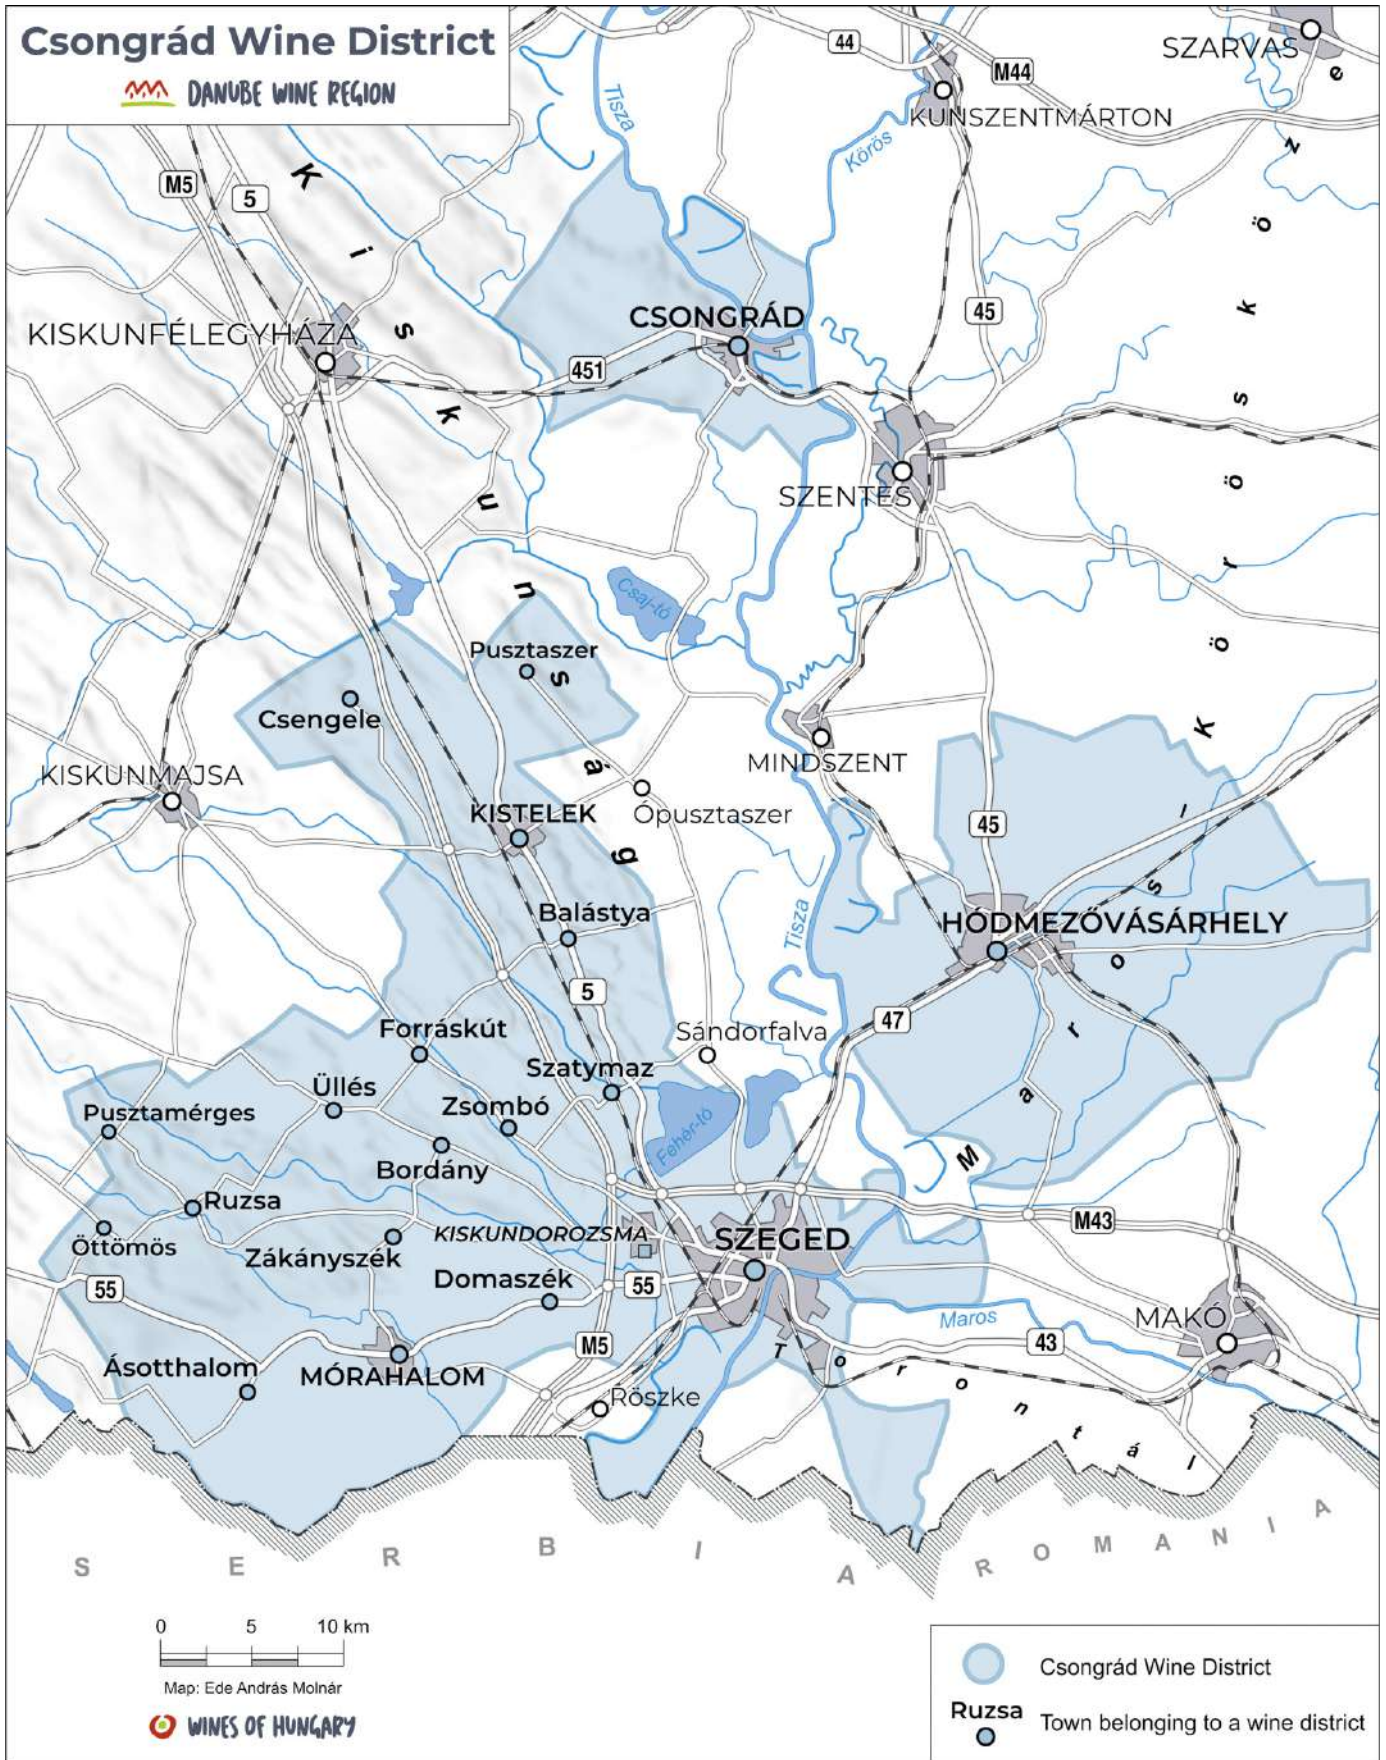 Csongrád Wine District
DANUBE WINE REGION
44
M44
SZARVAS
KUNSZENTMÁRTON
Tisza
Körös
M5
5
Kiskunság
Körösköz
KISKUNFÉLEGYHÁZA
CSONGRÁD
45
451
SZENTES
Csaj-tó
Pusztaszer
Csengele
MINDSZENT
KISKUNMAJSA
Ópusztaszer
KISTELEK
45
Balástya
Tisza
HÓDMEZŐVÁSÁRHELY
5
47
Maros I
Forráskút
Sándorfalva
Szatymaz
Üllés
Zsombó
Pusztamérges
Fehér-tó
Bordány
Ruzsa
M43
Öttömös
KISKUNDOROZSMA
SZEGED
Zákányszék
Domaszék
55
55
Maros
MAKÓ
M5
43
Ásotthalom
MÓRAHALOM
Röszke
Torontál
SERBIA
ROMANIA
0 5 10 km
Map: Ede András Molnár
WINES OF HUNGARY
Csongrád Wine District
Ruzsa
Town belonging to a wine district